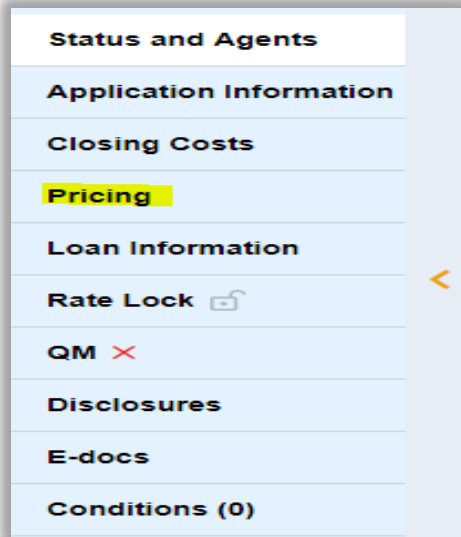 Status and Agents
Application Information
Closing Costs
Pricing
Loan Information
Rate Lock
QM
Disclosures
E-docs
Conditions (0)